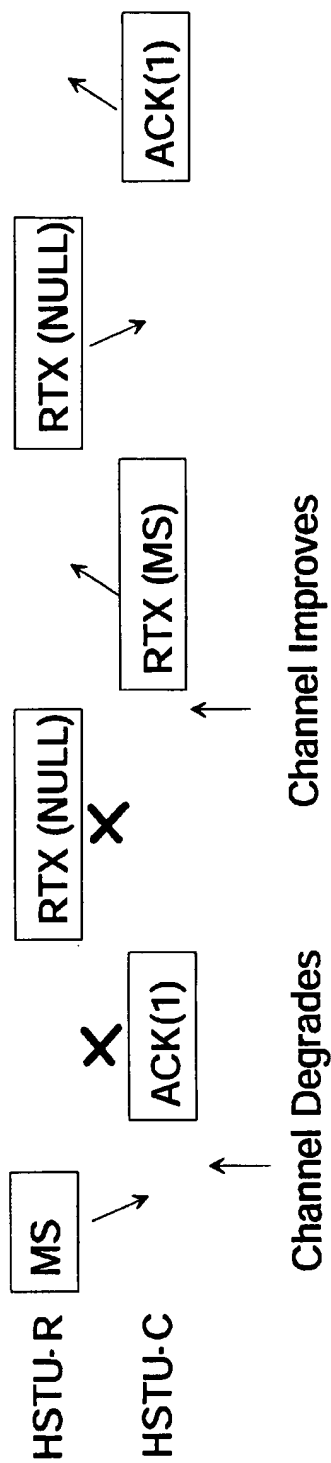 HSTU-R
MS
RTX (NULL)
RTX (NULL)
HSTU-C
ACK(1)
RTX (MS)
ACK(1)
X
X
Channel Degrades
Channel Improves